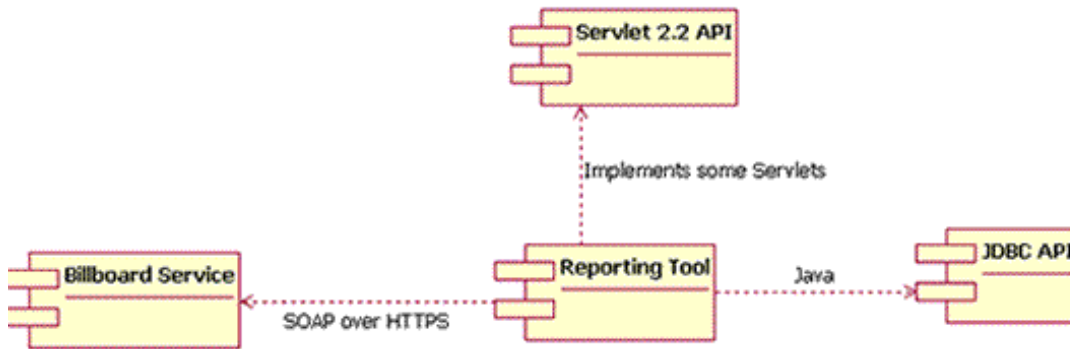 Servlet 2.2 API
Implements some Servlets
Billboard Service
Reporting Tool
JDBC API
Java
SOAP over HTTPS